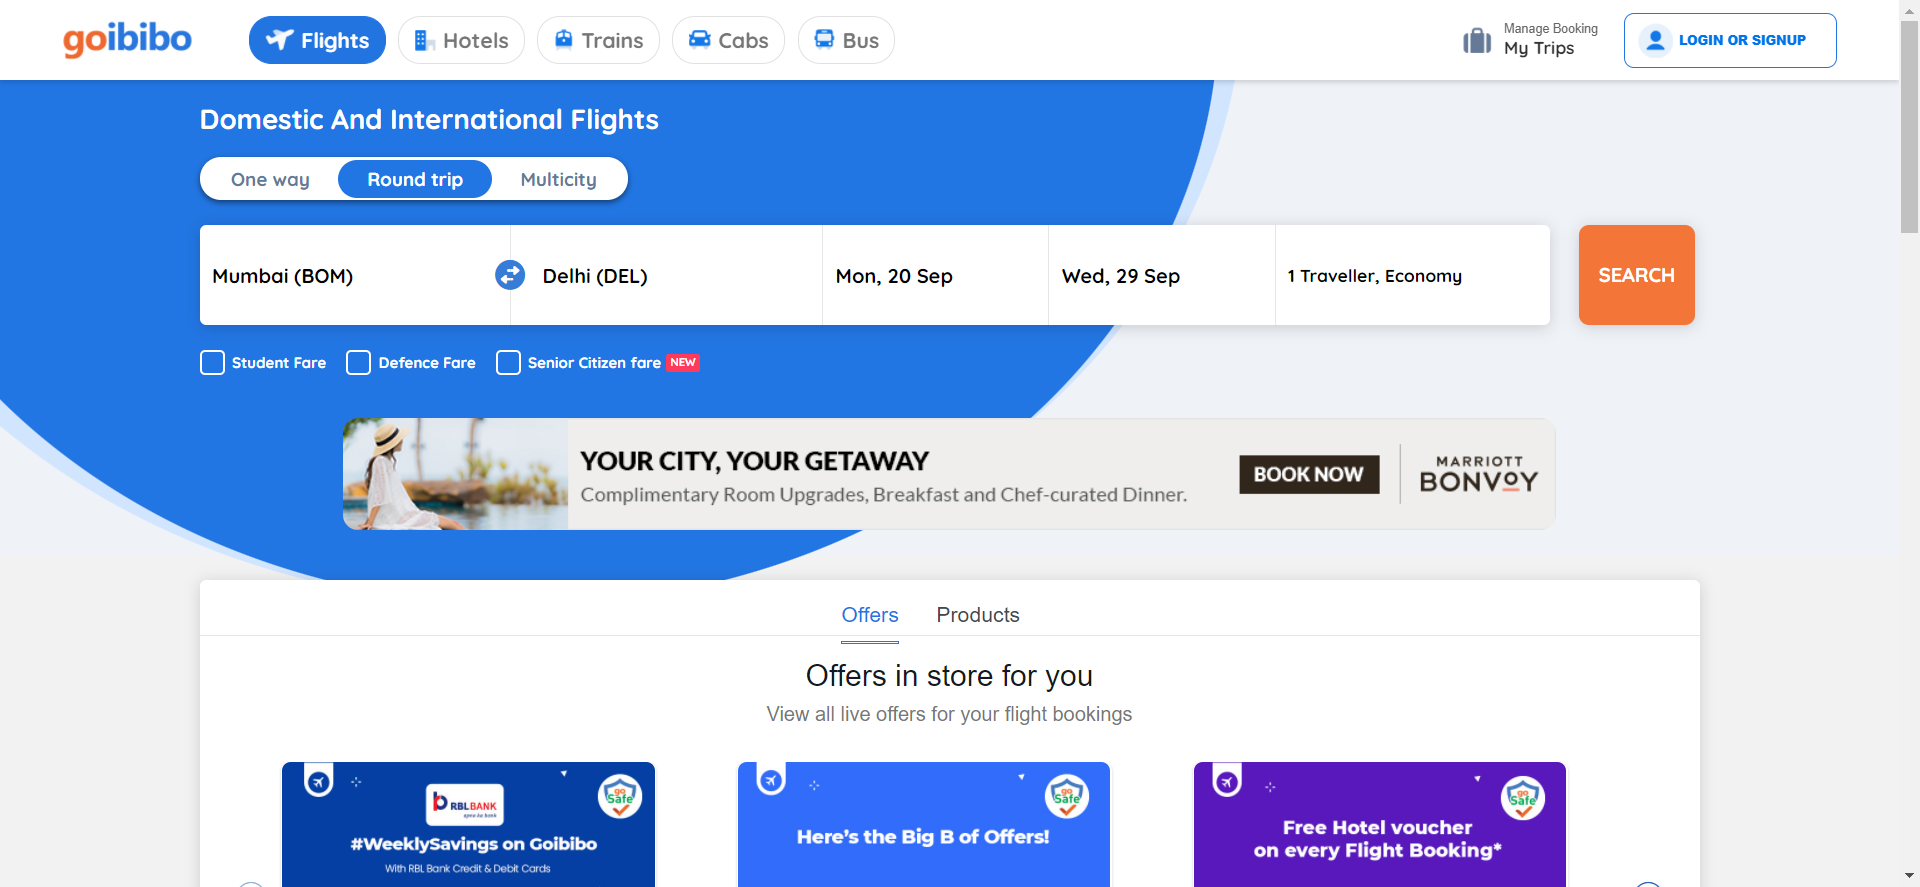 goibibo
Flights
Hotels
Trains
Cabs
Bus
Manage Booking
My Trips
LOGIN OR SIGNUP
Domestic And International Flights
One way
Round trip
Multicity
Mumbai (BOM)
Delhi (DEL)
Mon, 20 Sep
Wed, 29 Sep
1 Traveller, Economy
SEARCH
Student Fare
Defence Fare
Senior Citizen fare NEW
YOUR CITY, YOUR GETAWAY
Complimentary Room Upgrades, Breakfast and Chef-curated Dinner.
BOOK NOW
MARRIOTT
BONVOY
Offers
Products
Offers in store for you
View all live offers for your flight bookings
RBLBANK
apno ka bank
go
Safe
#WeeklySavings on Goibibo
With RBL Bank Credit & Debit Cards
go
Safe
Here's the Big B of Offers!
go
Safe
Free Hotel voucher
on every Flight Booking*